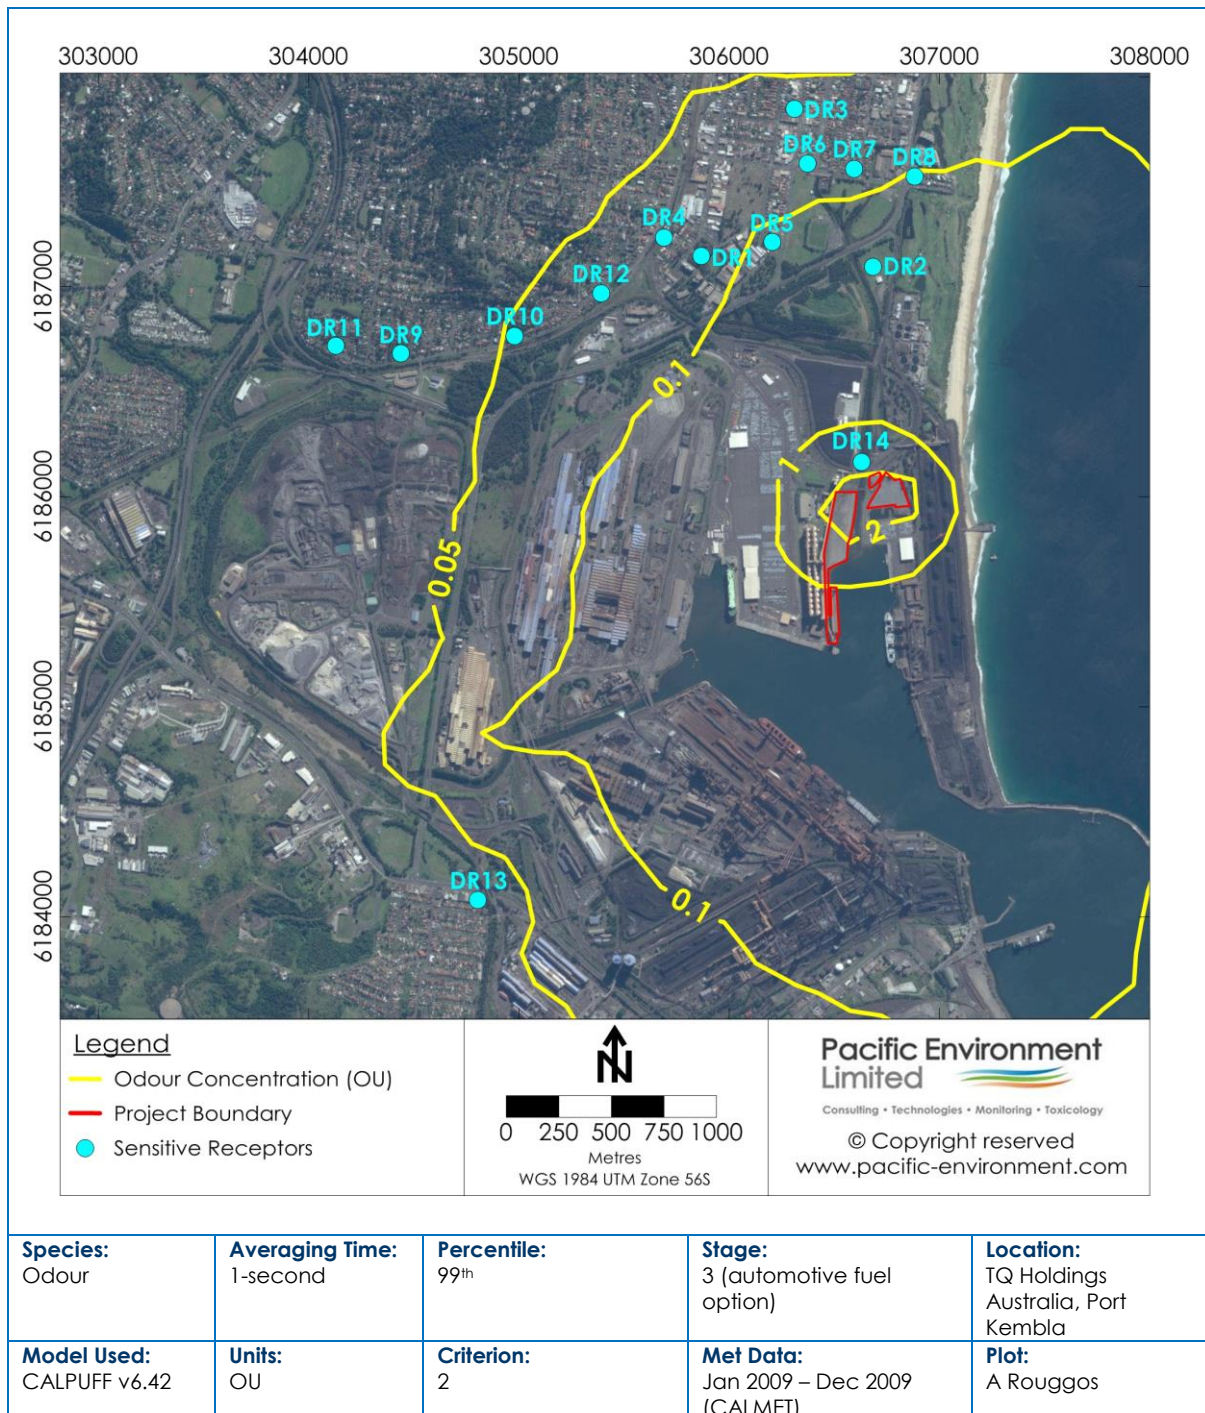 303000 304000 305000 306000 307000 308000
6187000
6186000
6185000
6184000
DR3
DR6
DR7
DR8
DR4
DR5
DR1
DR2
DR12
DR10
DR11
DR9
0.1
DR14
1
2
0.05
DR13
0.1
Legend
Odour Concentration (OU)
Project Boundary
Sensitive Receptors
N
0 250 500 750 1000
Metres
WGS 1984 UTM Zone 56S
Pacific Environment
Limited
Consulting • Technologies • Monitoring • Toxicology
© Copyright reserved
www.pacific-environment.com
Species:
Odour
Averaging Time:
1-second
Percentile:
99th
Stage:
3 (automotive fuel
option)
Location:
TQ Holdings
Australia, Port
Kembla
Model Used:
CALPUFF v6.42
Units:
OU
Criterion:
2
Met Data:
Jan 2009 – Dec 2009
(CALMET)
Plot:
A Rouggos